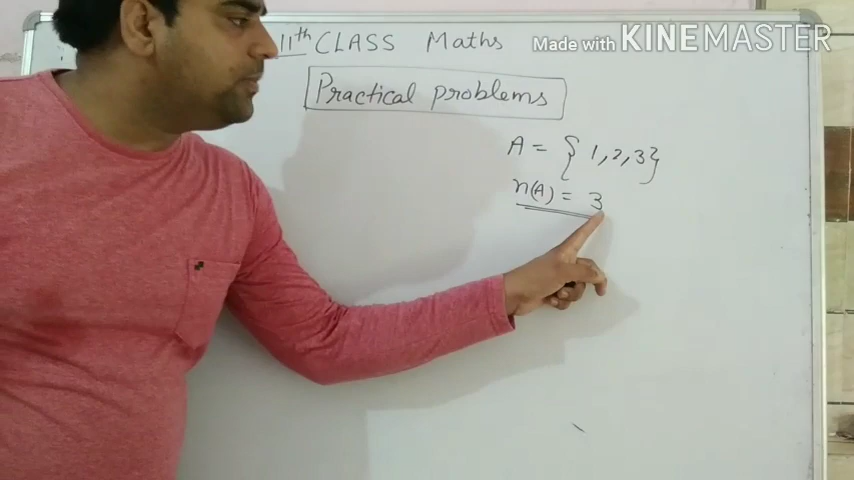 11th CLASS Maths
Made with KINEMASTER
Practical problems
A = {1,2,3}
n(A) = 3